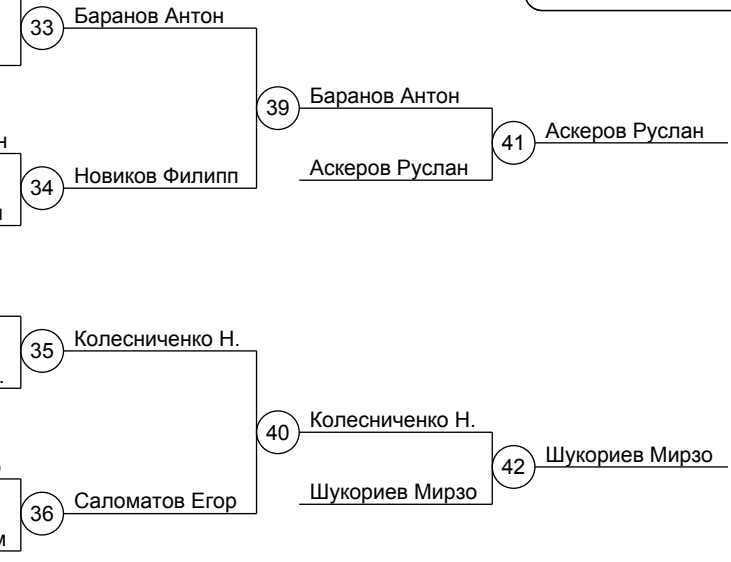 33 Баранов Антон
39 Баранов Антон
41 Аскеров Руслан
Аскеров Руслан
34 Новиков Филипп
35 Колесниченко Н.
40 Колесниченко Н.
42 Шукориев Мирзо
Шукориев Мирзо
36 Саломатов Егор